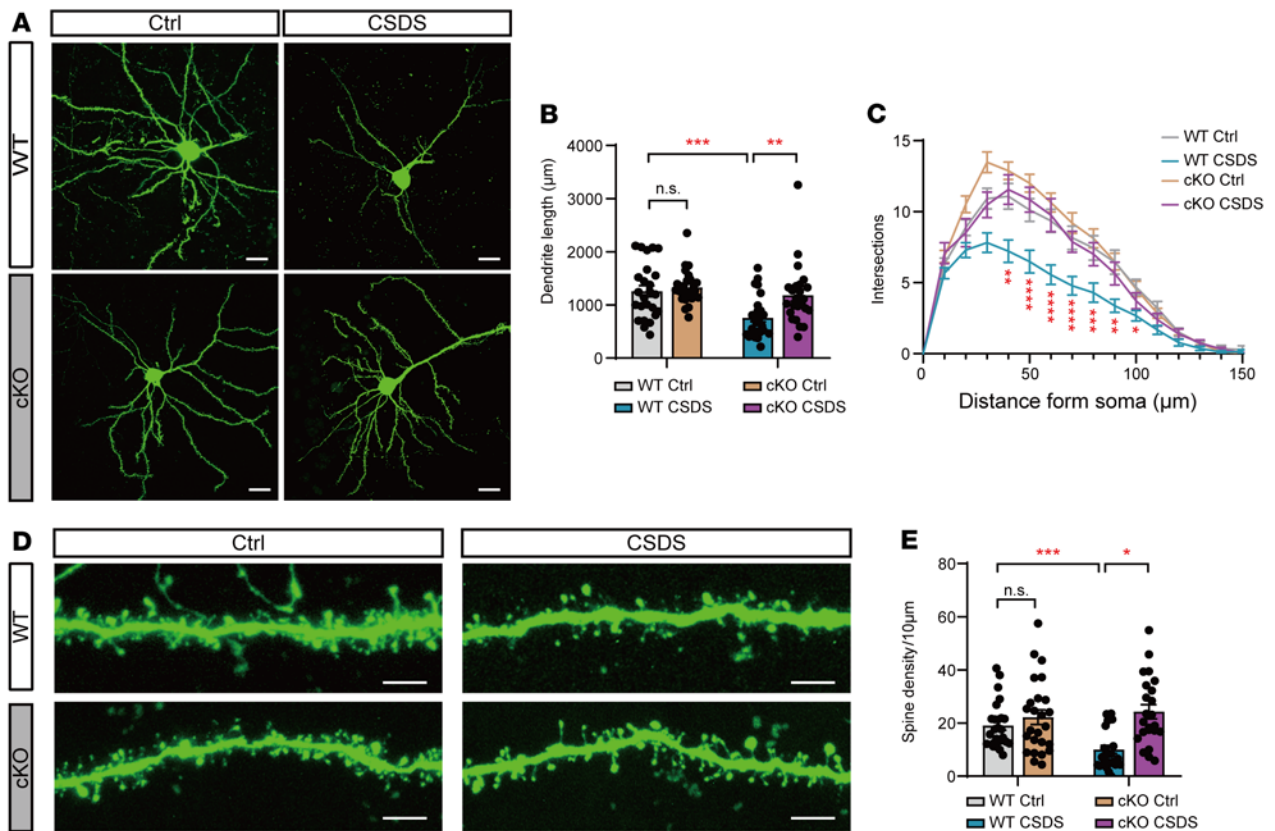 A
Ctrl
CSDS
WT
cKO
B
Dendrite length (µm)
4000
3000
2000
1000
0
***
**
n.s.
WT Ctrl
cKO Ctrl
WT CSDS
cKO CSDS
C
Intersections
15
10
5
0
WT Ctrl
WT CSDS
cKO Ctrl
cKO CSDS
**
****
****
****
***
**
*
0
50
100
150
Distance form soma (µm)
D
Ctrl
CSDS
WT
cKO
E
Spine density/10µm
80
60
40
20
0
***
*
n.s.
WT Ctrl
cKO Ctrl
WT CSDS
cKO CSDS